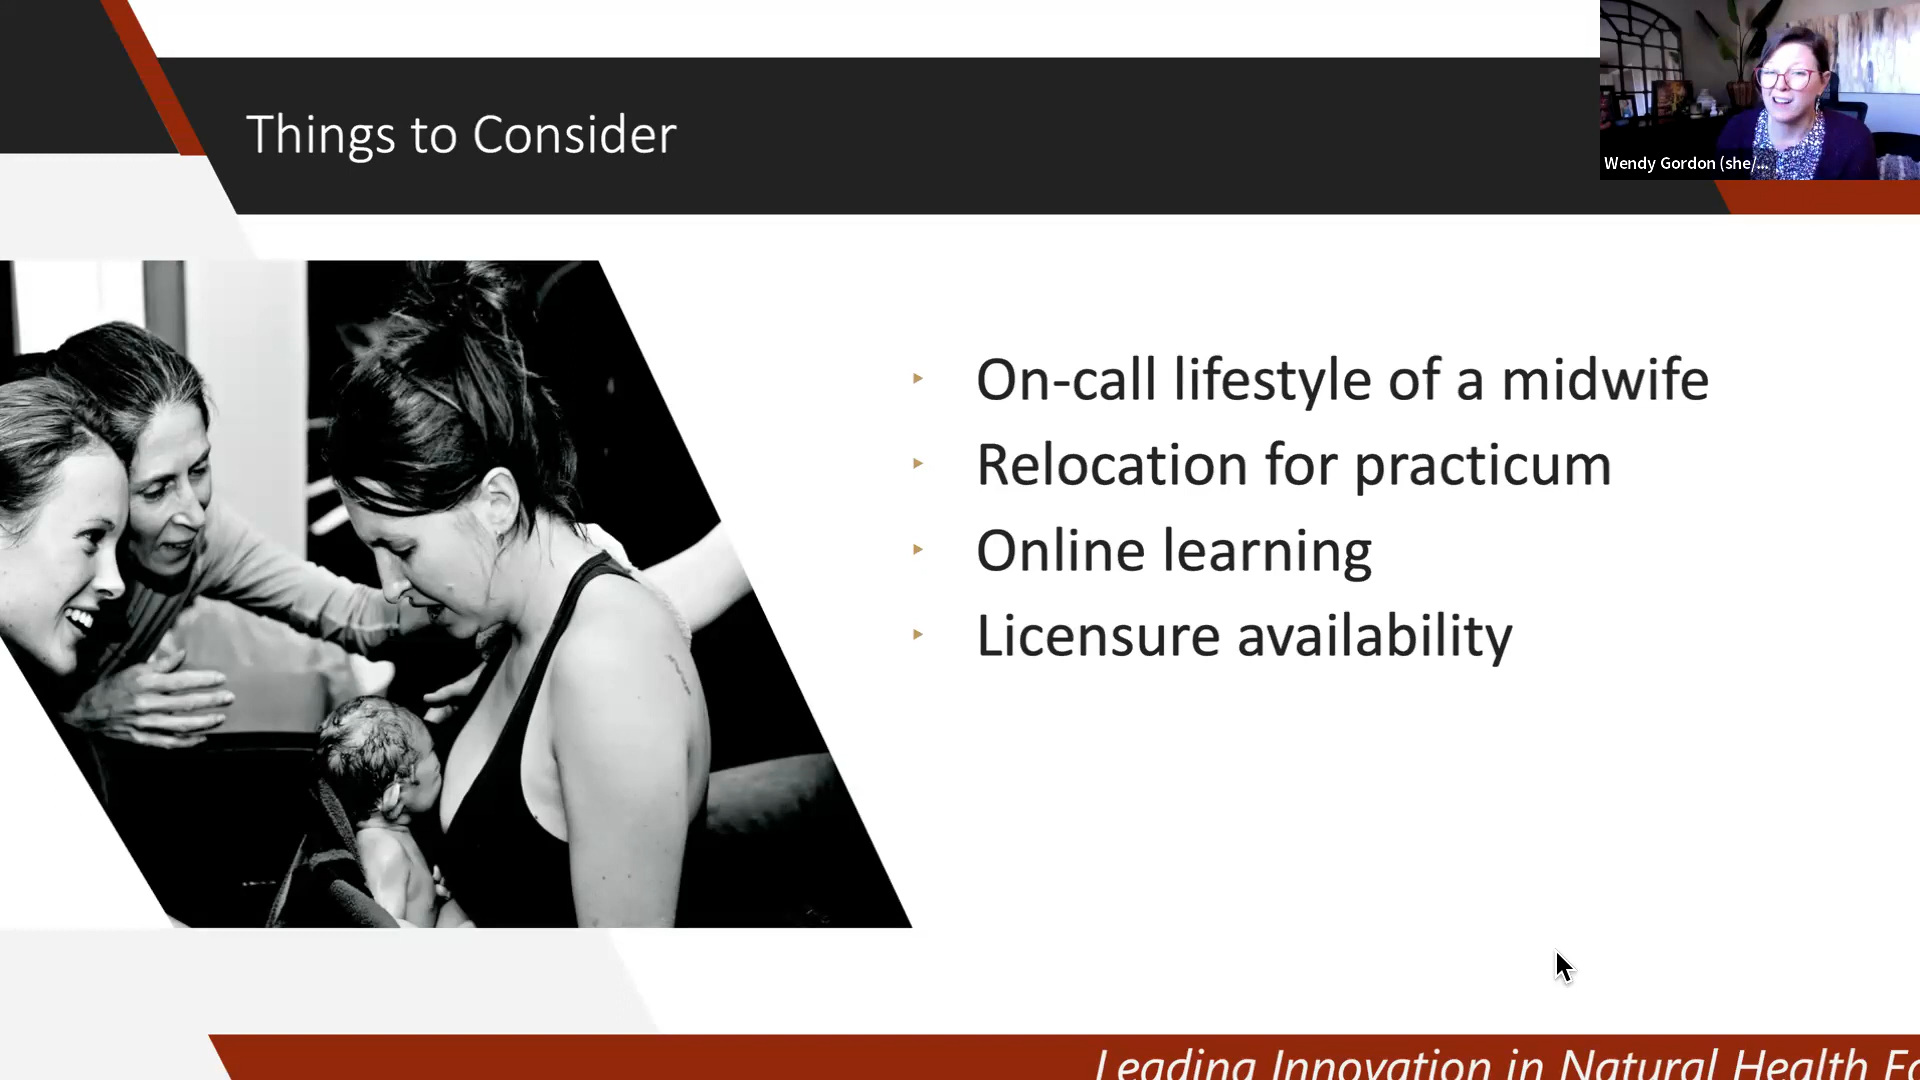 Things to Consider
Wendy Gordon (she/...
On-call lifestyle of a midwife
Relocation for practicum
Online learning
Licensure availability
Leading Innovation in Natural Health